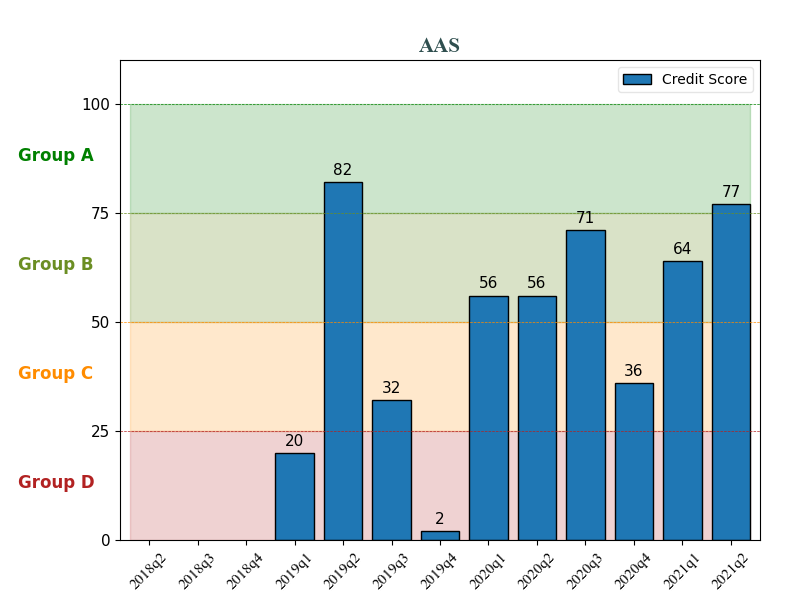 AAS
Credit Score
100
Group A
82
77
75
71
Group B
64
56
56
50
Group C
36
32
25
20
Group D
2
0
2018q2
2018q3
2018q4
2019q1
2019q2
2019q3
2019q4
2020q1
2020q2
2020q3
2020q4
2021q1
2021q2